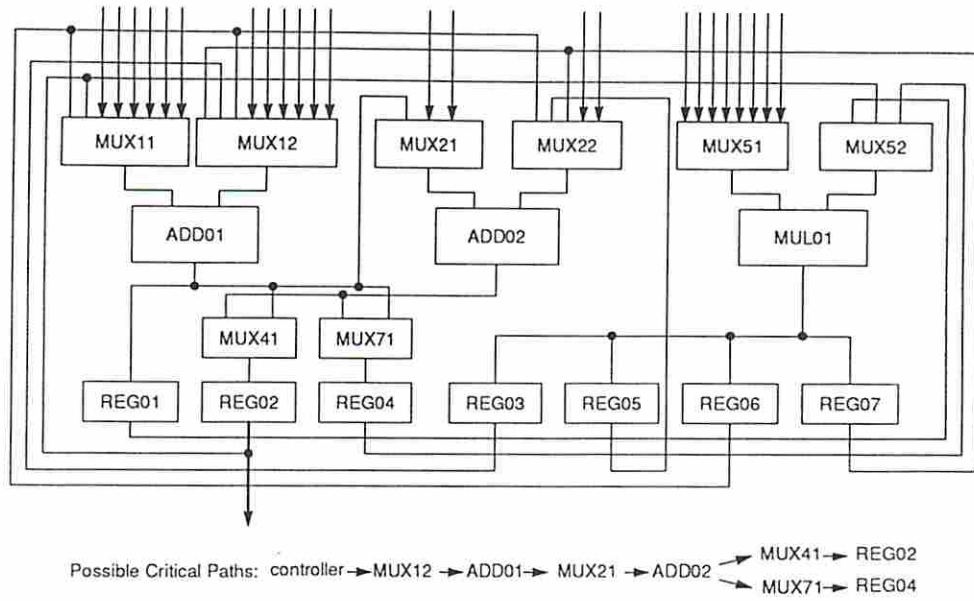 MUX11 MUX12 MUX21 MUX22 MUX51 MUX52
ADD01 ADD02 MUL01
MUX41 MUX71
REG01 REG02 REG04 REG03 REG05 REG06 REG07
MUX41 REG02
Possible Critical Paths: controller MUX12 ADD01 MUX21 ADD02
MUX71 REG04